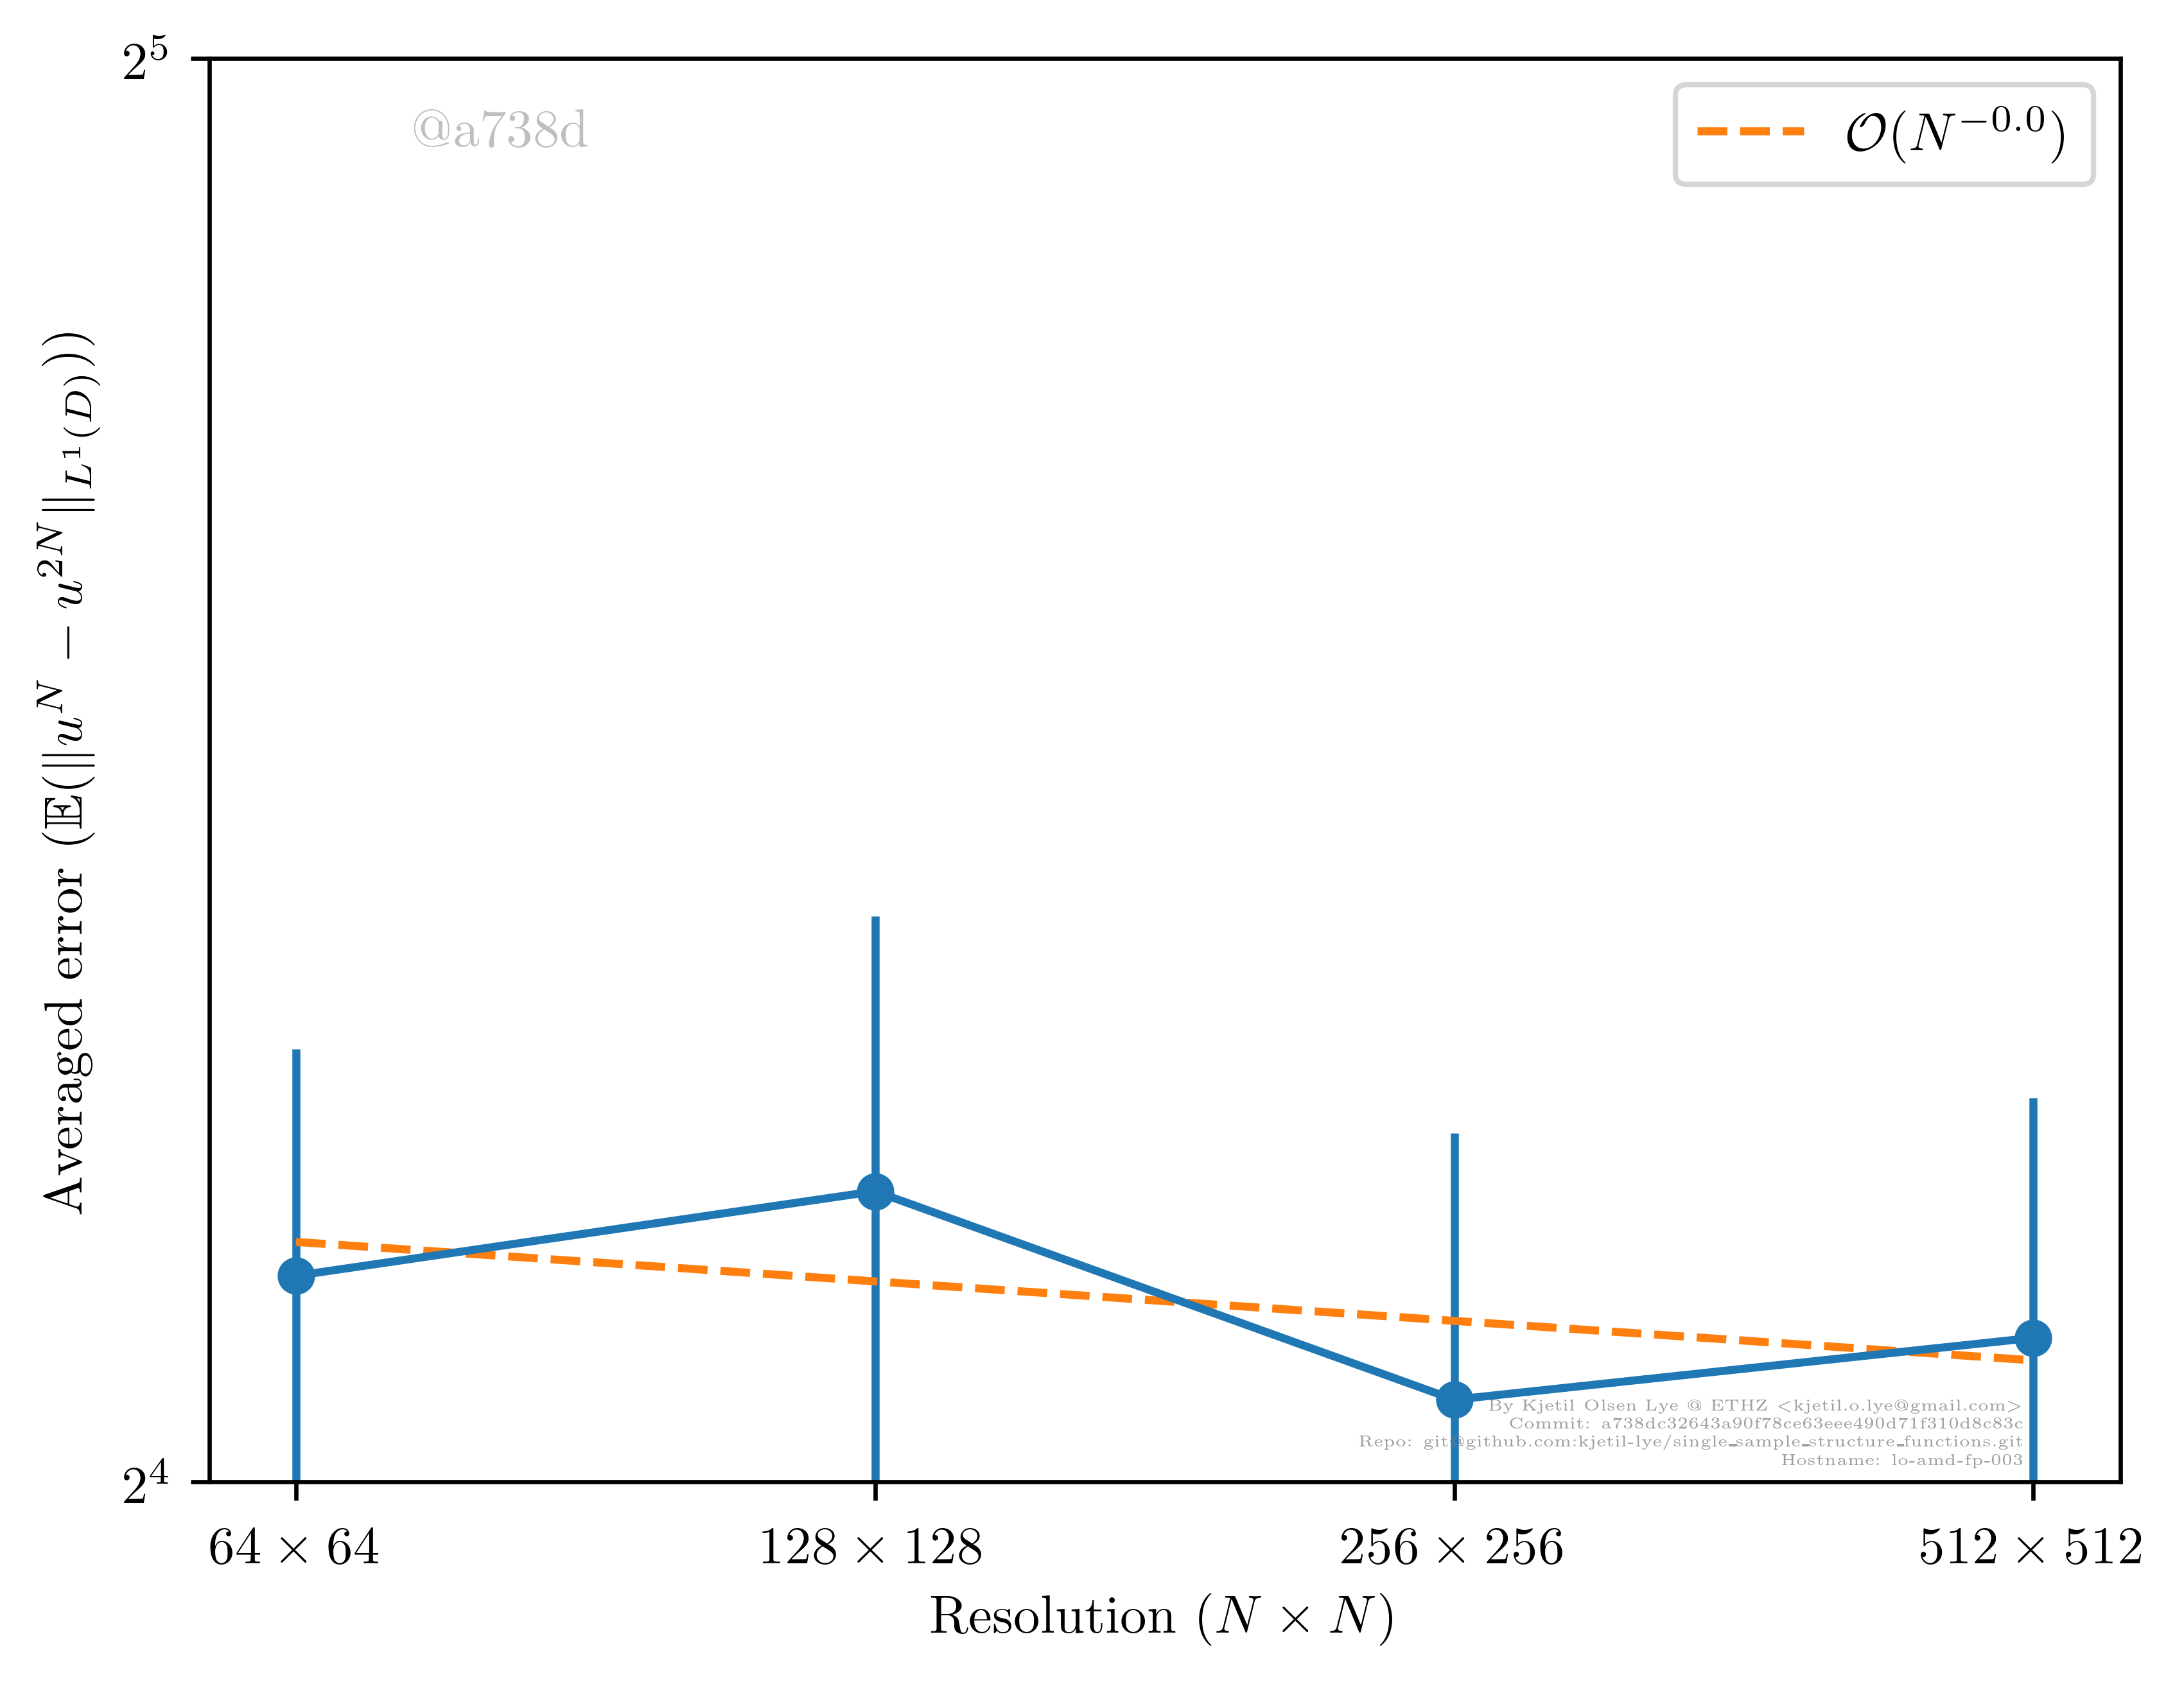 2^5
@a738d
𝒪(N^{-0.0})
Averaged error (𝔼(||u^N − u^{2N}||_{L^1(D)}))
By Kjetil Olsen Lye @ ETHZ <kjetil.o.lye@gmail.com>
Commit: a738dc32643a90f78ce63eee490d71f310d8c83c
Repo: git@github.com:kjetil-lye/single_sample_structure_functions.git
Hostname: lo-amd-fp-003
2^4
64 × 64 128 × 128 256 × 256 512 × 512
Resolution (N × N)